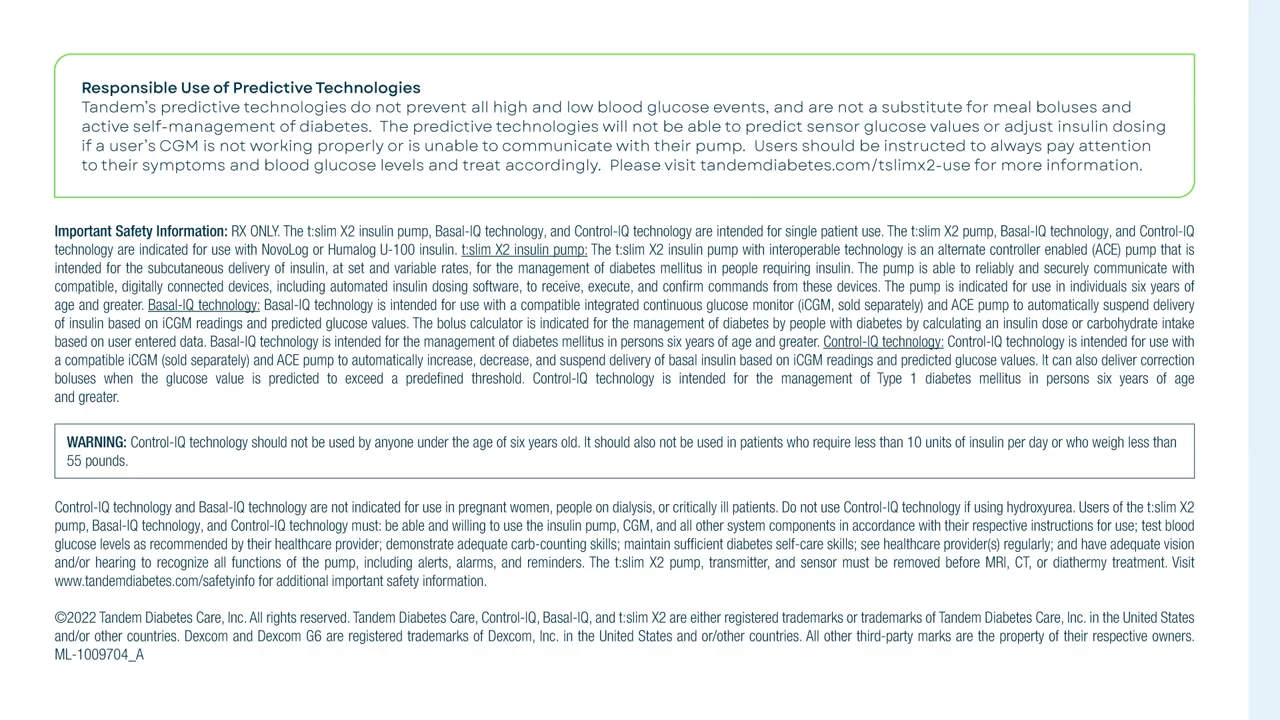 Responsible Use of Predictive Technologies
Tandem's predictive technologies do not prevent all high and low blood glucose events, and are not a substitute for meal boluses and
active self-management of diabetes.  The predictive technologies will not be able to predict sensor glucose values or adjust insulin dosing
if a user's CGM is not working properly or is unable to communicate with their pump.  Users should be instructed to always pay attention
to their symptoms and blood glucose levels and treat accordingly.  Please visit tandemdiabetes.com/tslimx2-use for more information.
Important Safety Information: RX ONLY. The t:slim X2 insulin pump, Basal-IQ technology, and Control-IQ technology are intended for single patient use. The t:slim X2 pump, Basal-IQ technology, and Control-IQ
technology are indicated for use with NovoLog or Humalog U-100 insulin. t:slim X2 insulin pump: The t:slim X2 insulin pump with interoperable technology is an alternate controller enabled (ACE) pump that is
intended for the subcutaneous delivery of insulin, at set and variable rates, for the management of diabetes mellitus in people requiring insulin. The pump is able to reliably and securely communicate with
compatible, digitally connected devices, including automated insulin dosing software, to receive, execute, and confirm commands from these devices. The pump is indicated for use in individuals six years of
age and greater. Basal-IQ technology: Basal-IQ technology is intended for use with a compatible integrated continuous glucose monitor (iCGM, sold separately) and ACE pump to automatically suspend delivery
of insulin based on iCGM readings and predicted glucose values. The bolus calculator is indicated for the management of diabetes by people with diabetes by calculating an insulin dose or carbohydrate intake
based on user entered data. Basal-IQ technology is intended for the management of diabetes mellitus in persons six years of age and greater. Control-IQ technology: Control-IQ technology is intended for use with
a compatible iCGM (sold separately) and ACE pump to automatically increase, decrease, and suspend delivery of basal insulin based on iCGM readings and predicted glucose values. It can also deliver correction
boluses when the glucose value is predicted to exceed a predefined threshold. Control-IQ technology is intended for the management of Type 1 diabetes mellitus in persons six years of age
and greater.
WARNING: Control-IQ technology should not be used by anyone under the age of six years old. It should also not be used in patients who require less than 10 units of insulin per day or who weigh less than
55 pounds.
Control-IQ technology and Basal-IQ technology are not indicated for use in pregnant women, people on dialysis, or critically ill patients. Do not use Control-IQ technology if using hydroxyurea. Users of the t:slim X2
pump, Basal-IQ technology, and Control-IQ technology must: be able and willing to use the insulin pump, CGM, and all other system components in accordance with their respective instructions for use; test blood
glucose levels as recommended by their healthcare provider; demonstrate adequate carb-counting skills; maintain sufficient diabetes self-care skills; see healthcare provider(s) regularly; and have adequate vision
and/or hearing to recognize all functions of the pump, including alerts, alarms, and reminders. The t:slim X2 pump, transmitter, and sensor must be removed before MRI, CT, or diathermy treatment. Visit
www.tandemdiabetes.com/safetyinfo for additional important safety information.
©2022 Tandem Diabetes Care, Inc. All rights reserved. Tandem Diabetes Care, Control-IQ, Basal-IQ, and t:slim X2 are either registered trademarks or trademarks of Tandem Diabetes Care, Inc. in the United States
and/or other countries. Dexcom and Dexcom G6 are registered trademarks of Dexcom, Inc. in the United States and or/other countries. All other third-party marks are the property of their respective owners.
ML-1009704_A